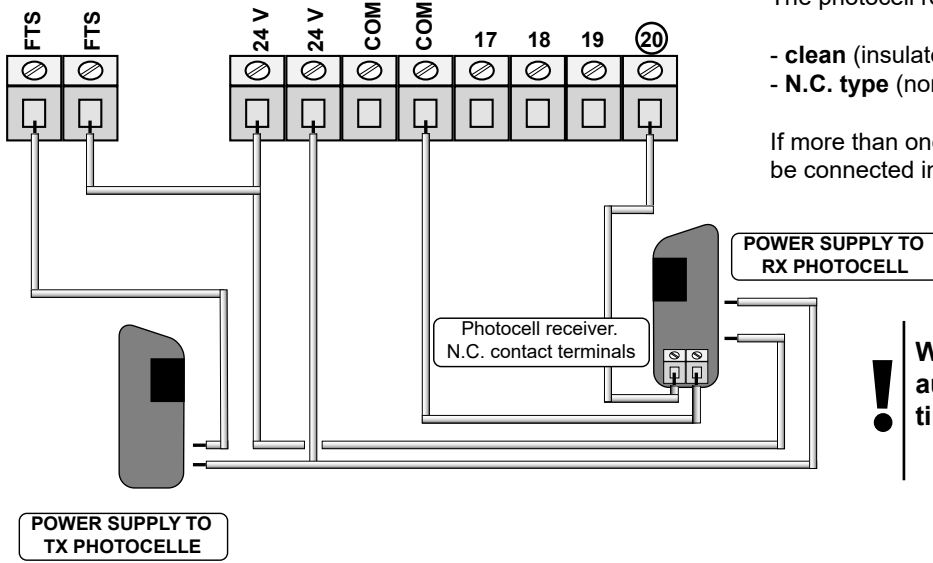 FTS
FTS
24 V
24 V
COM
COM
17
18
19
20
The photocell r
- clean (insulate
- N.C. type (nor
If more than on
be connected in
POWER SUPPLY TO
RX PHOTOCELL
Photocell receiver.
N.C. contact terminals
!
W
au
ti
POWER SUPPLY TO
TX PHOTOCELLE